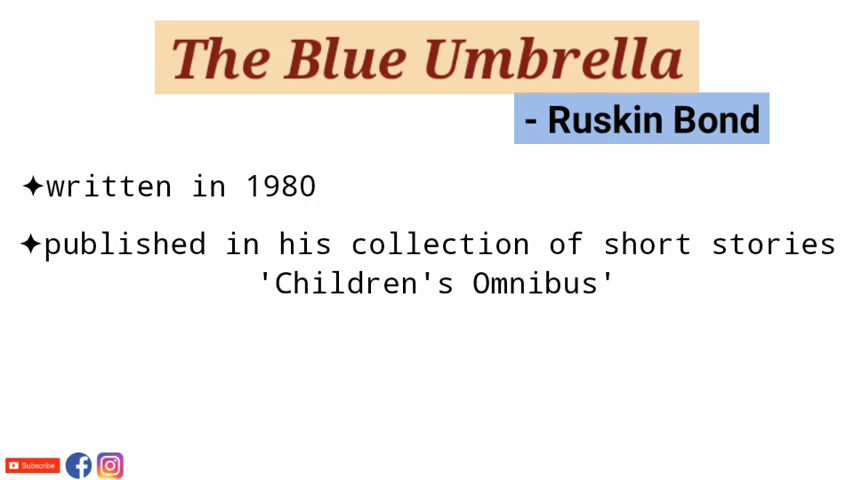 The Blue Umbrella
- Ruskin Bond
✦written in 1980
✦published in his collection of short stories
'Children's Omnibus'
Subscribe